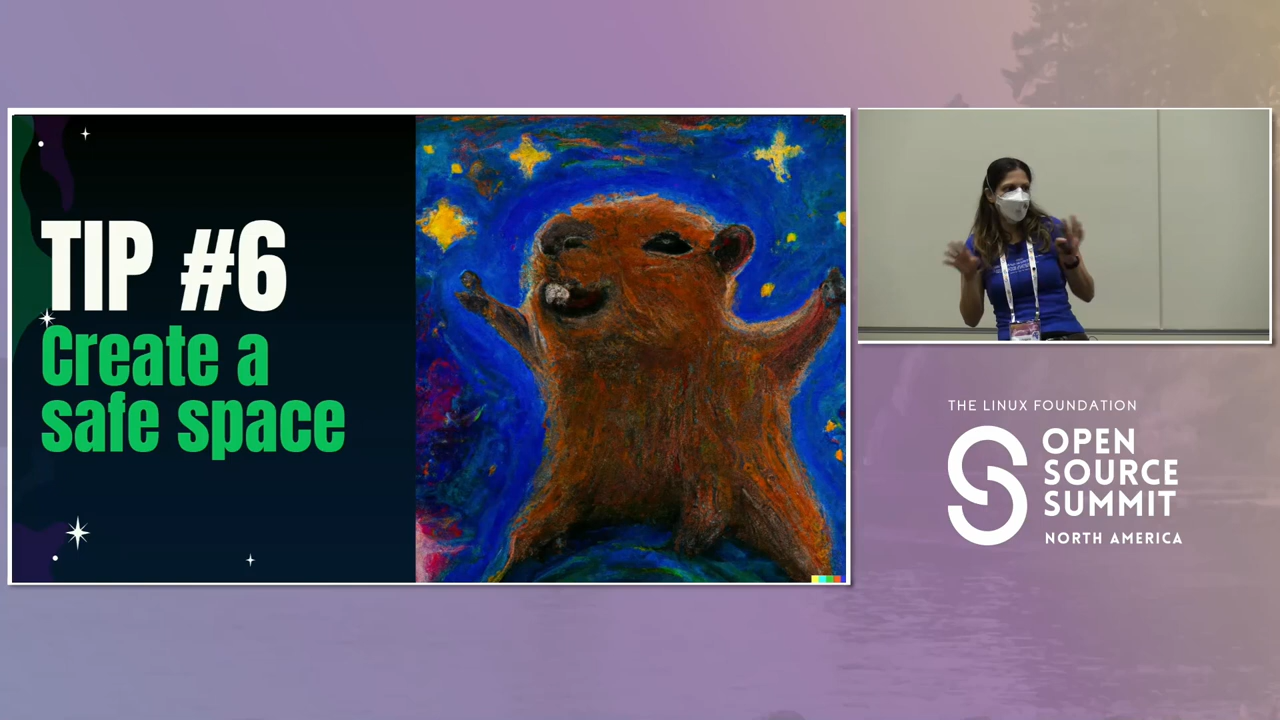 TIP #6
Create a
safe space
THE LINUX FOUNDATION
OPEN
SOURCE
SUMMIT
NORTH AMERICA